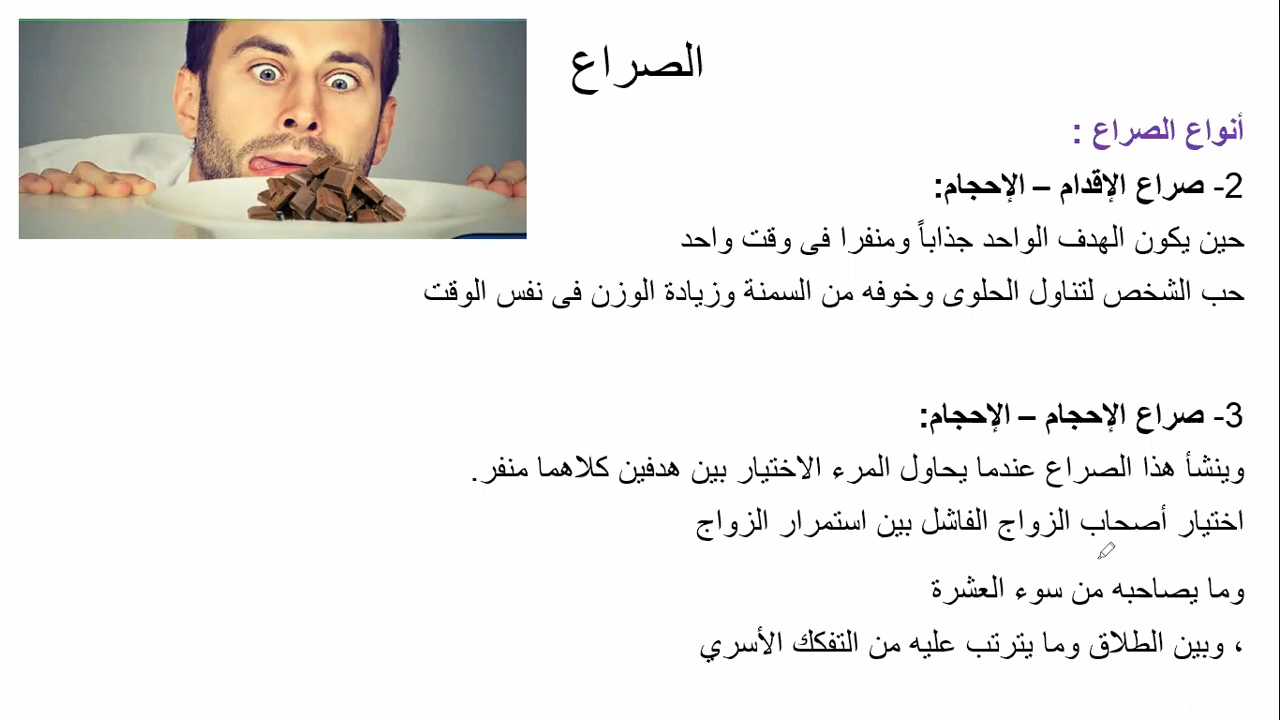 الصراع
أنواع الصراع :
2- صراع الإقدام – الإحجام:
حين يكون الهدف الواحد جذاباً ومنفرا فى وقت واحد
حب الشخص لتناول الحلوى وخوفه من السمنة وزيادة الوزن فى نفس الوقت
3- صراع الإحجام – الإحجام:
وينشأ هذا الصراع عندما يحاول المرء الاختيار بين هدفين كلاهما منفر.
اختيار أصحاب الزواج الفاشل بين استمرار الزواج
وما يصاحبه من سوء العشرة
، وبين الطلاق وما يترتب عليه من التفكك الأسري